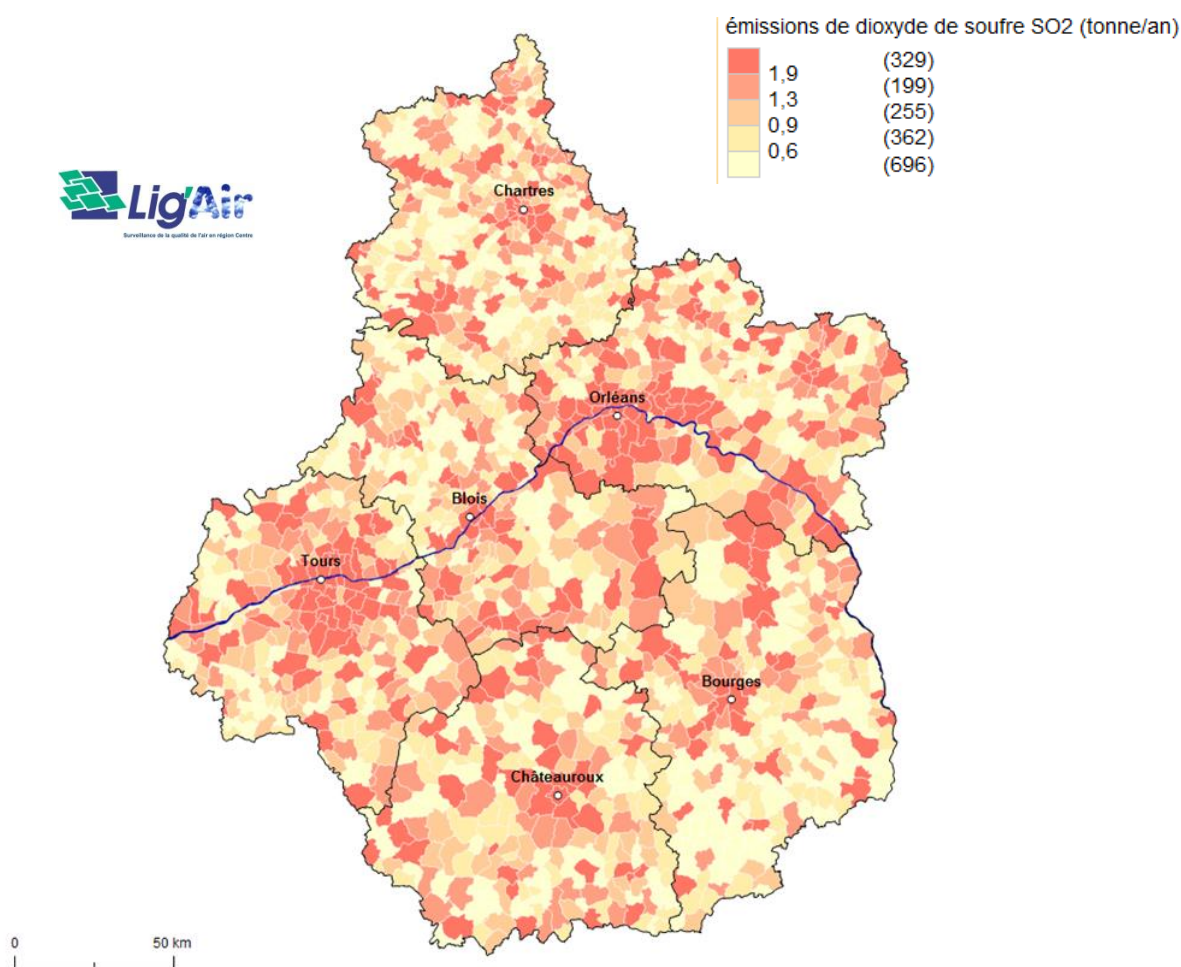 émissions de dioxyde de soufre SO2 (tonne/an)
(329)
1,9
(199)
1,3
(255)
0,9
(362)
0,6
(696)
Lig'Air
Surveillance de la qualité de l'air en région Centre
Chartres
Orléans
Blois
Tours
Bourges
Châteauroux
0 50 km